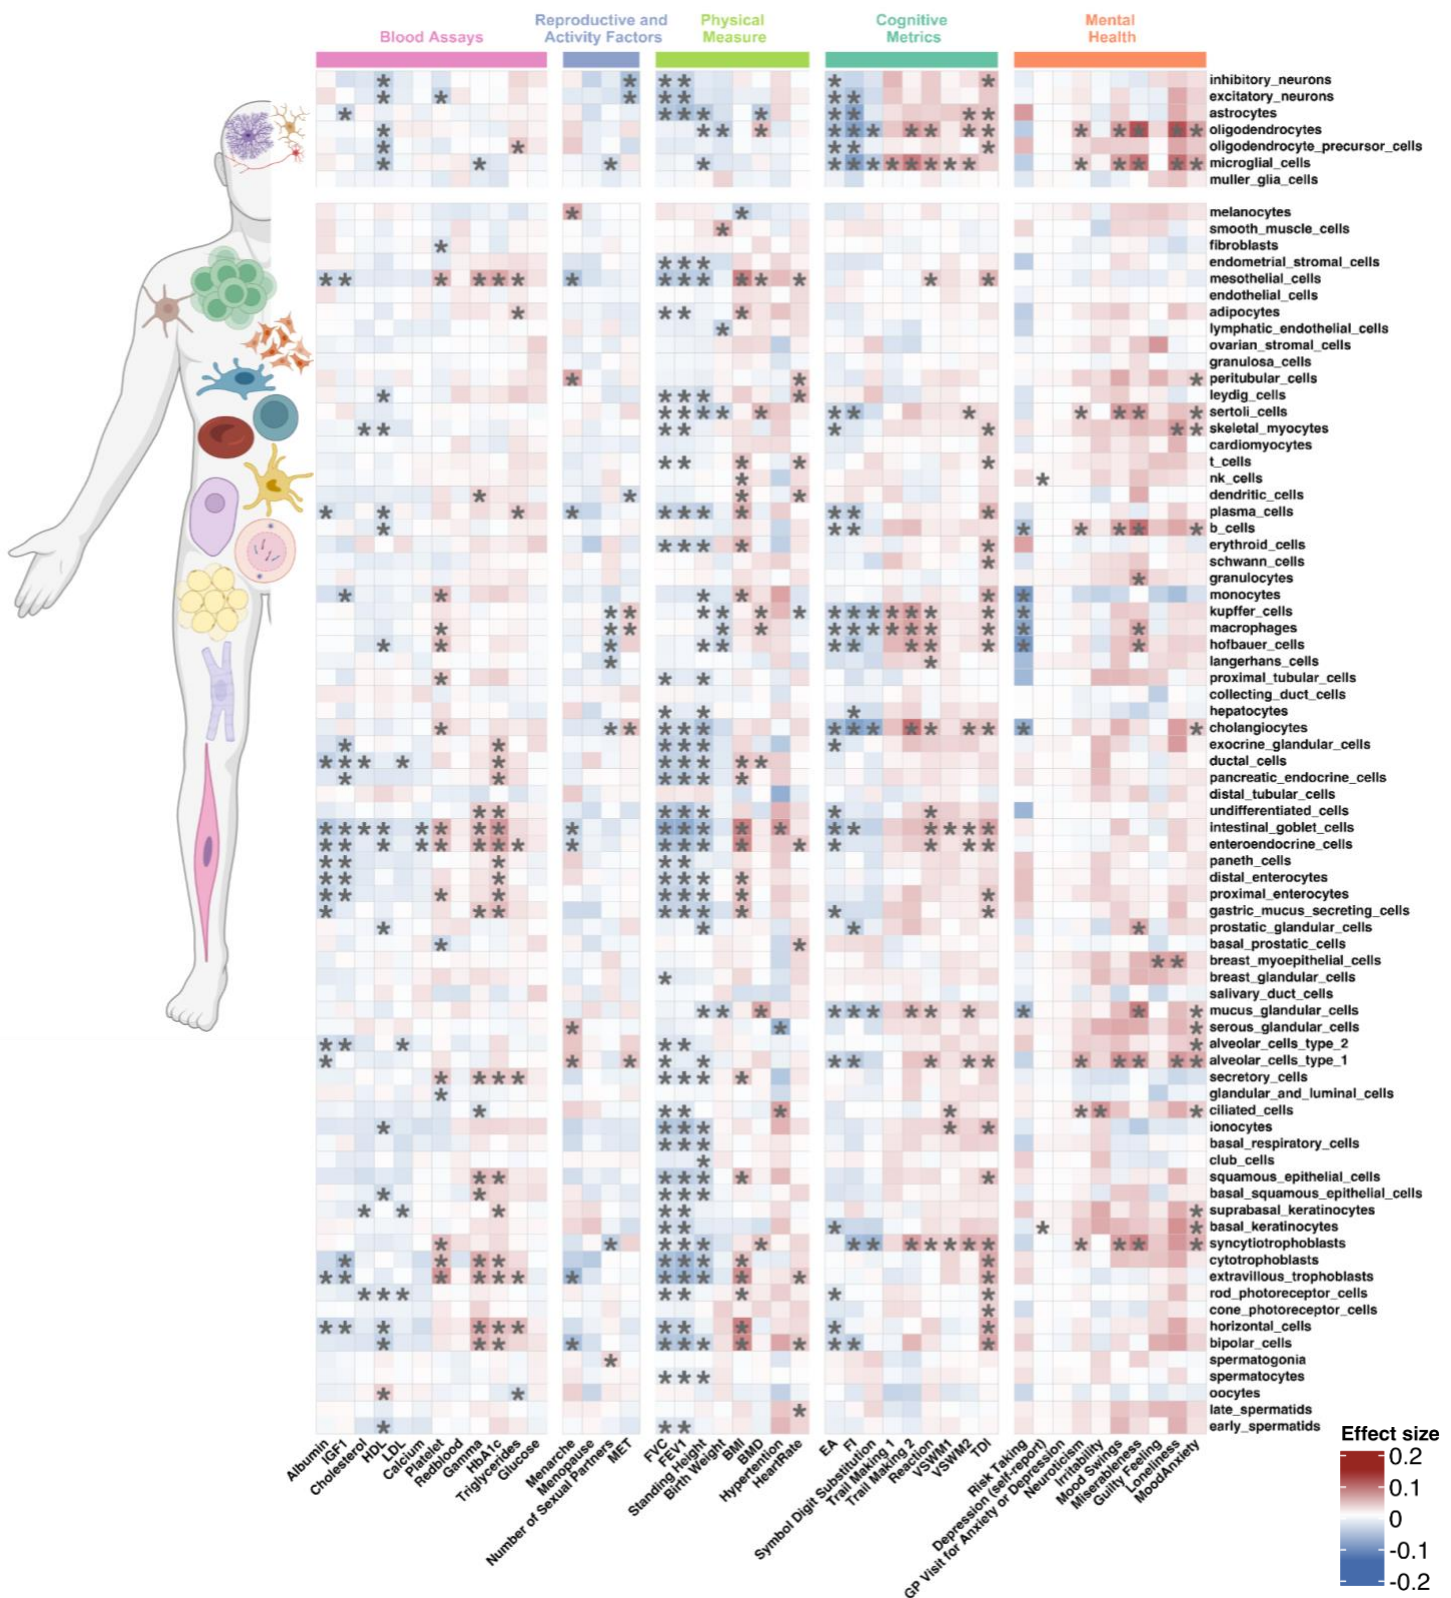 Blood Assays
Reproductive and
Activity Factors
Physical
Measure
Cognitive
Metrics
Mental
Health
inhibitory_neurons
excitatory_neurons
astrocytes
oligodendrocytes
oligodendrocyte_precursor_cells
microglial_cells
muller_glia_cells
melanocytes
smooth_muscle_cells
fibroblasts
endometrial_stromal_cells
mesothelial_cells
endothelial_cells
adipocytes
lymphatic_endothelial_cells
ovarian_stromal_cells
granulosa_cells
peritubular_cells
leydig_cells
sertoli_cells
skeletal_myocytes
cardiomyocytes
t_cells
nk_cells
dendritic_cells
plasma_cells
b_cells
erythroid_cells
schwann_cells
granulocytes
monocytes
kupffer_cells
macrophages
hofbauer_cells
langerhans_cells
proximal_tubular_cells
collecting_duct_cells
hepatocytes
cholangiocytes
exocrine_glandular_cells
ductal_cells
pancreatic_endocrine_cells
distal_tubular_cells
undifferentiated_cells
intestinal_goblet_cells
enteroendocrine_cells
paneth_cells
distal_enterocytes
proximal_enterocytes
gastric_mucus_secreting_cells
prostatic_glandular_cells
basal_prostatic_cells
breast_myoepithelial_cells
breast_glandular_cells
salivary_duct_cells
mucus_glandular_cells
serous_glandular_cells
alveolar_cells_type_2
alveolar_cells_type_1
secretory_cells
glandular_and_luminal_cells
ciliated_cells
ionocytes
basal_respiratory_cells
club_cells
squamous_epithelial_cells
basal_squamous_epithelial_cells
suprabasal_keratinocytes
basal_keratinocytes
syncytiotrophoblasts
cytotrophoblasts
extravillous_trophoblasts
rod_photoreceptor_cells
cone_photoreceptor_cells
horizontal_cells
bipolar_cells
spermatogonia
spermatocytes
oocytes
late_spermatids
early_spermatids
Albumin
IGF1
Cholesterol
HDL
LDL
Calcium
Platelet
Redblood
Gamma
HbA1c
Triglycerides
Glucose
Menarche
Menopause
Number of Sexual Partners
MET
FVC
FEV1
Standing Height
Birth Weight
BMI
BMD
Hypertention
HeartRate
EA
FI
Symbol Digit Substitution
Trail Making 1
Trail Making 2
Reaction
VSWM1
VSWM2
TDI
Risk Taking
Depression (self-report)
GP Visit for Anxiety or Depression
Neuroticism
Irritability
Mood Swings
Miserableness
Guilty Feeling
Loneliness
MoodAnxiety
Effect size
0.2
0.1
0
-0.1
-0.2